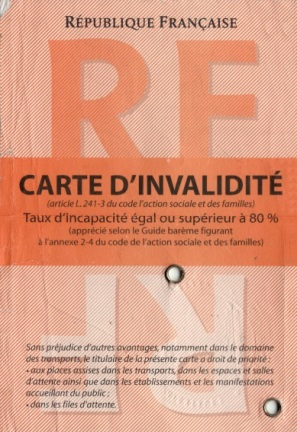 RÉPUBLIQUE FRANÇAISE
RF
CARTE D'INVALIDITÉ
(article L. 241-3 du code l'action sociale et des familles)
Taux d'incapacité égal ou supérieur à 80 %
(apprécié selon le Guide barème figurant
à l'annexe 2-4 du code de l'action sociale et des familles)
Sans préjudice d'autres avantages, notamment dans le domaine
des transports, le titulaire de la présente carte a droit de priorité :
• aux places assises dans les transports, dans les espaces et salles
d'attente ainsi que dans les établissements et les manifestations
accueillant du public ;
• dans les files d'attente.
RF